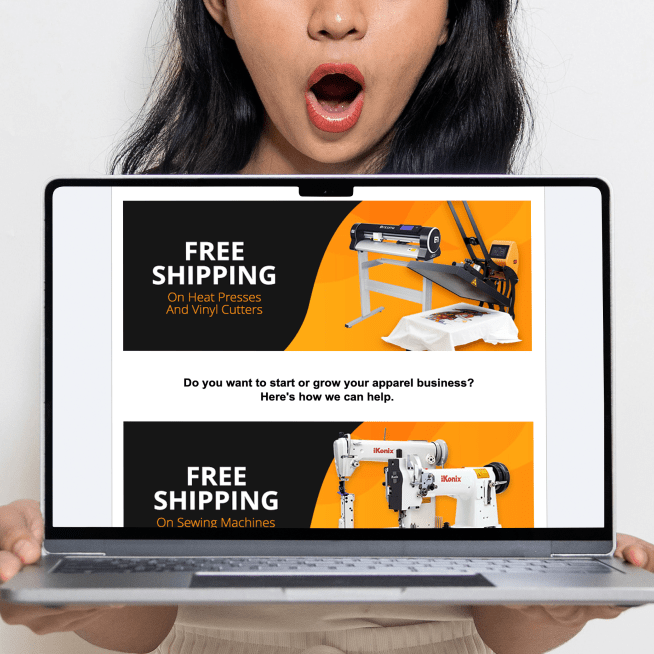 FREE
SHIPPING
On Heat Presses
And Vinyl Cutters
Do you want to start or grow your apparel business?
Here's how we can help.
iKonix
iKonix
FREE
SHIPPING
On Sewing Machines